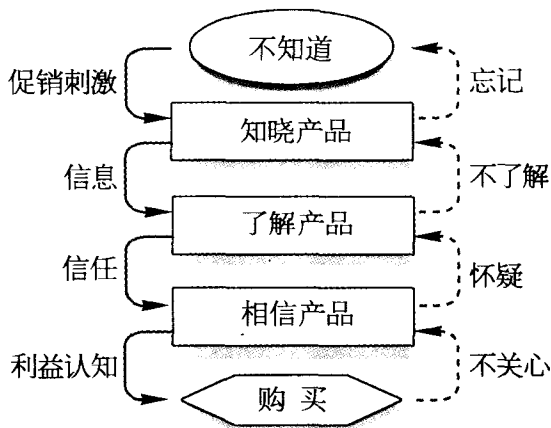 不知道
促销刺激
忘记
知晓产品
信息
不了解
了解产品
信任
怀疑
相信产品
利益认知
不关心
购 买